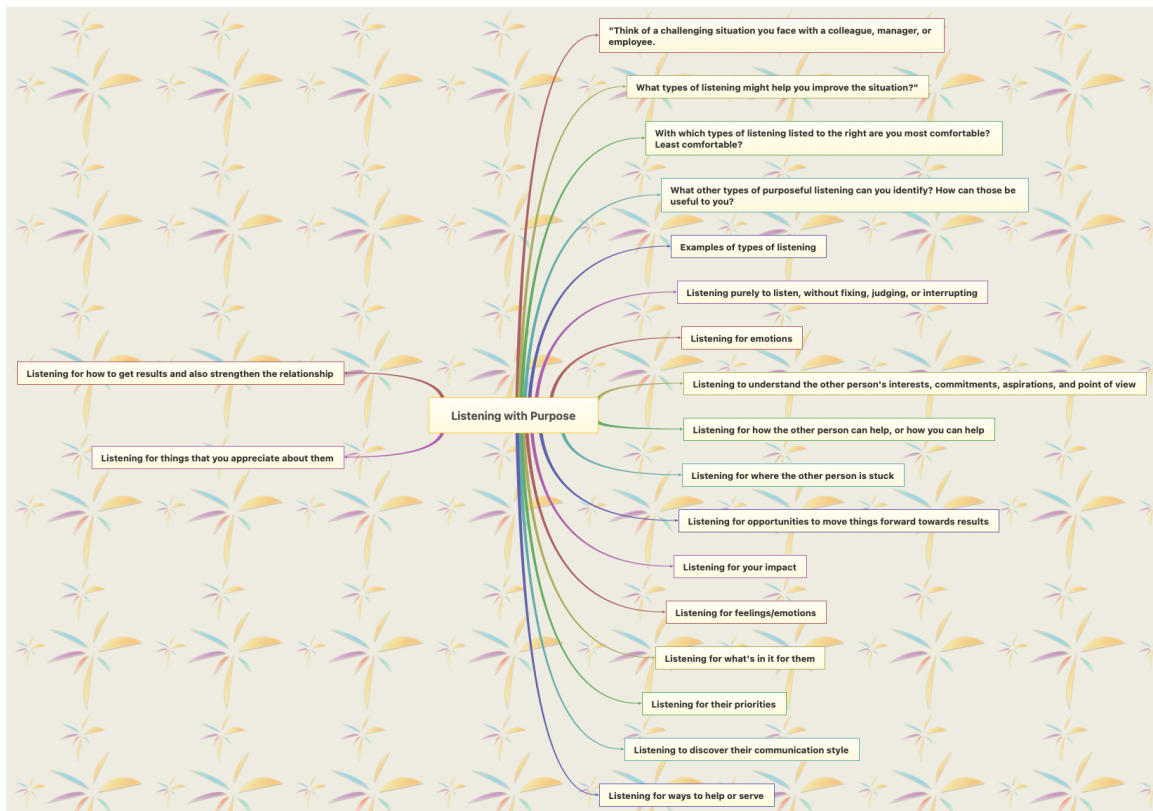 "Think of a challenging situation you face with a colleague, manager, or
employee.
What types of listening might help you improve the situation?"
With which types of listening listed to the right are you most comfortable?
Least comfortable?
What other types of purposeful listening can you identify? How can those be
useful to you?
Examples of types of listening
Listening purely to listen, without fixing, judging, or interrupting
Listening for emotions
Listening to understand the other person's interests, commitments, aspirations, and point of view
Listening for how the other person can help, or how you can help
Listening for where the other person is stuck
Listening for opportunities to move things forward towards results
Listening for your impact
Listening for feelings/emotions
Listening for what's in it for them
Listening for their priorities
Listening to discover their communication style
Listening for ways to help or serve
Listening with Purpose
Listening for how to get results and also strengthen the relationship
Listening for things that you appreciate about them